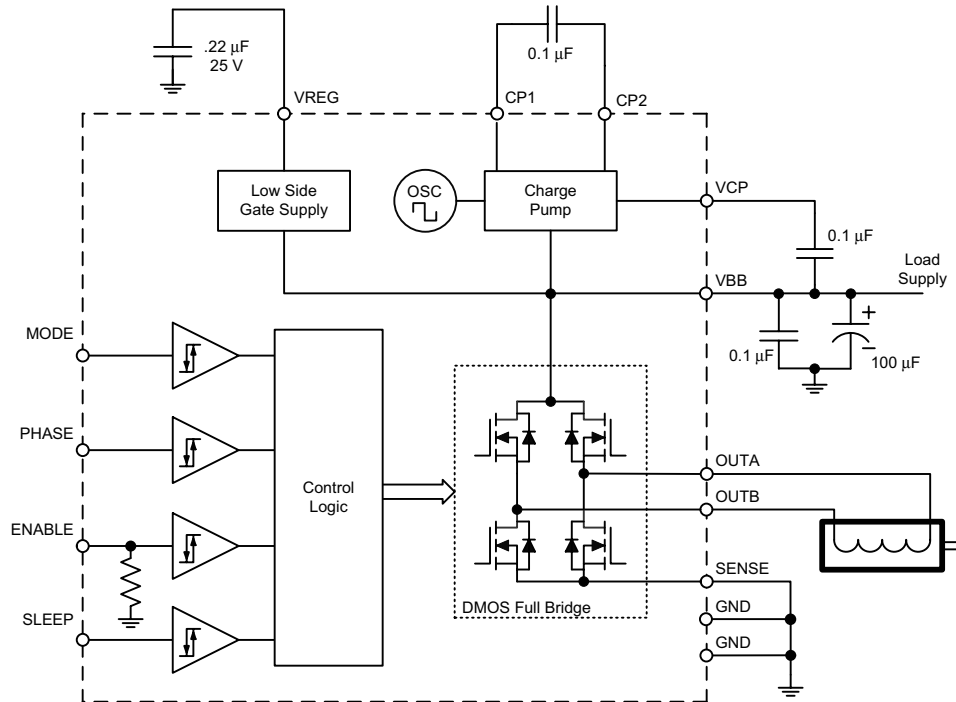 .22 μF
25 V
0.1 μF
VREG
CP1
CP2
Low Side
Gate Supply
OSC
Charge
Pump
VCP
0.1 μF
Load
Supply
VBB
MODE
0.1 μF
+
–
100 μF
PHASE
Control
Logic
OUTA
OUTB
ENABLE
SENSE
DMOS Full Bridge
GND
SLEEP
GND